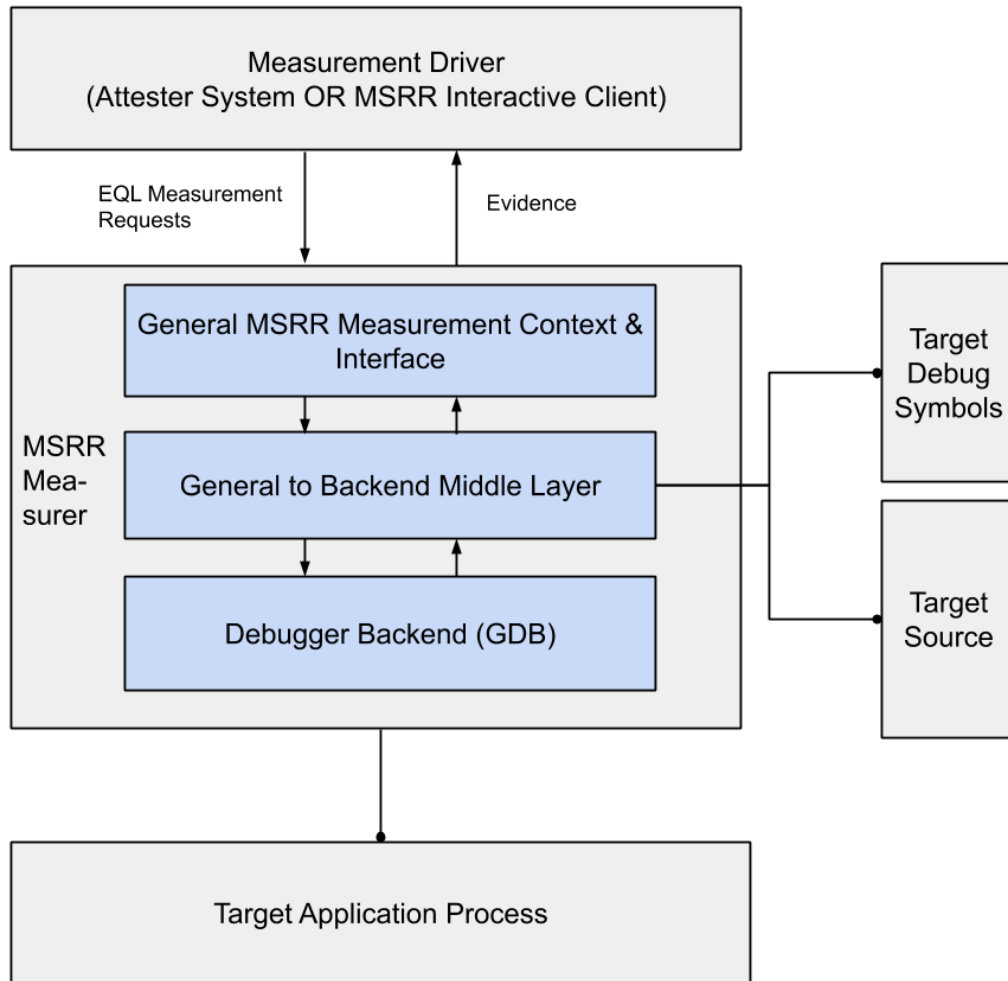 Measurement Driver
(Attester System OR MSRR Interactive Client)
EQL Measurement
Requests
Evidence
General MSRR Measurement Context &
Interface
MSRR
Mea-
surer
General to Backend Middle Layer
Debugger Backend (GDB)
Target
Debug
Symbols
Target
Source
Target Application Process